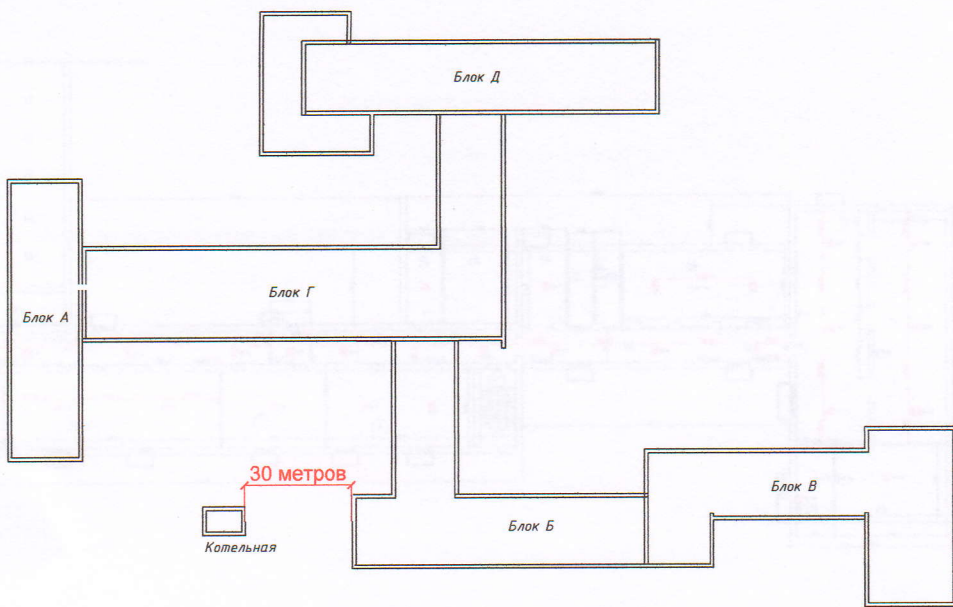 Блок Д
Блок Г
Блок А
30 метров
Блок В
Блок Б
Котельная